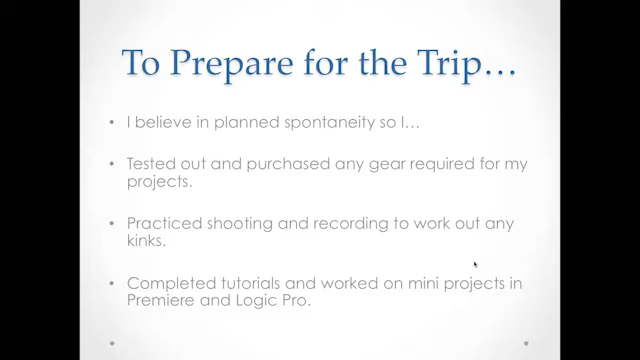 To Prepare for the Trip…
• I believe in planned spontaneity so I…
• Tested out and purchased any gear required for my
projects.
• Practiced shooting and recording to work out any
kinks.
• Completed tutorials and worked on mini projects in
Premiere and Logic Pro.